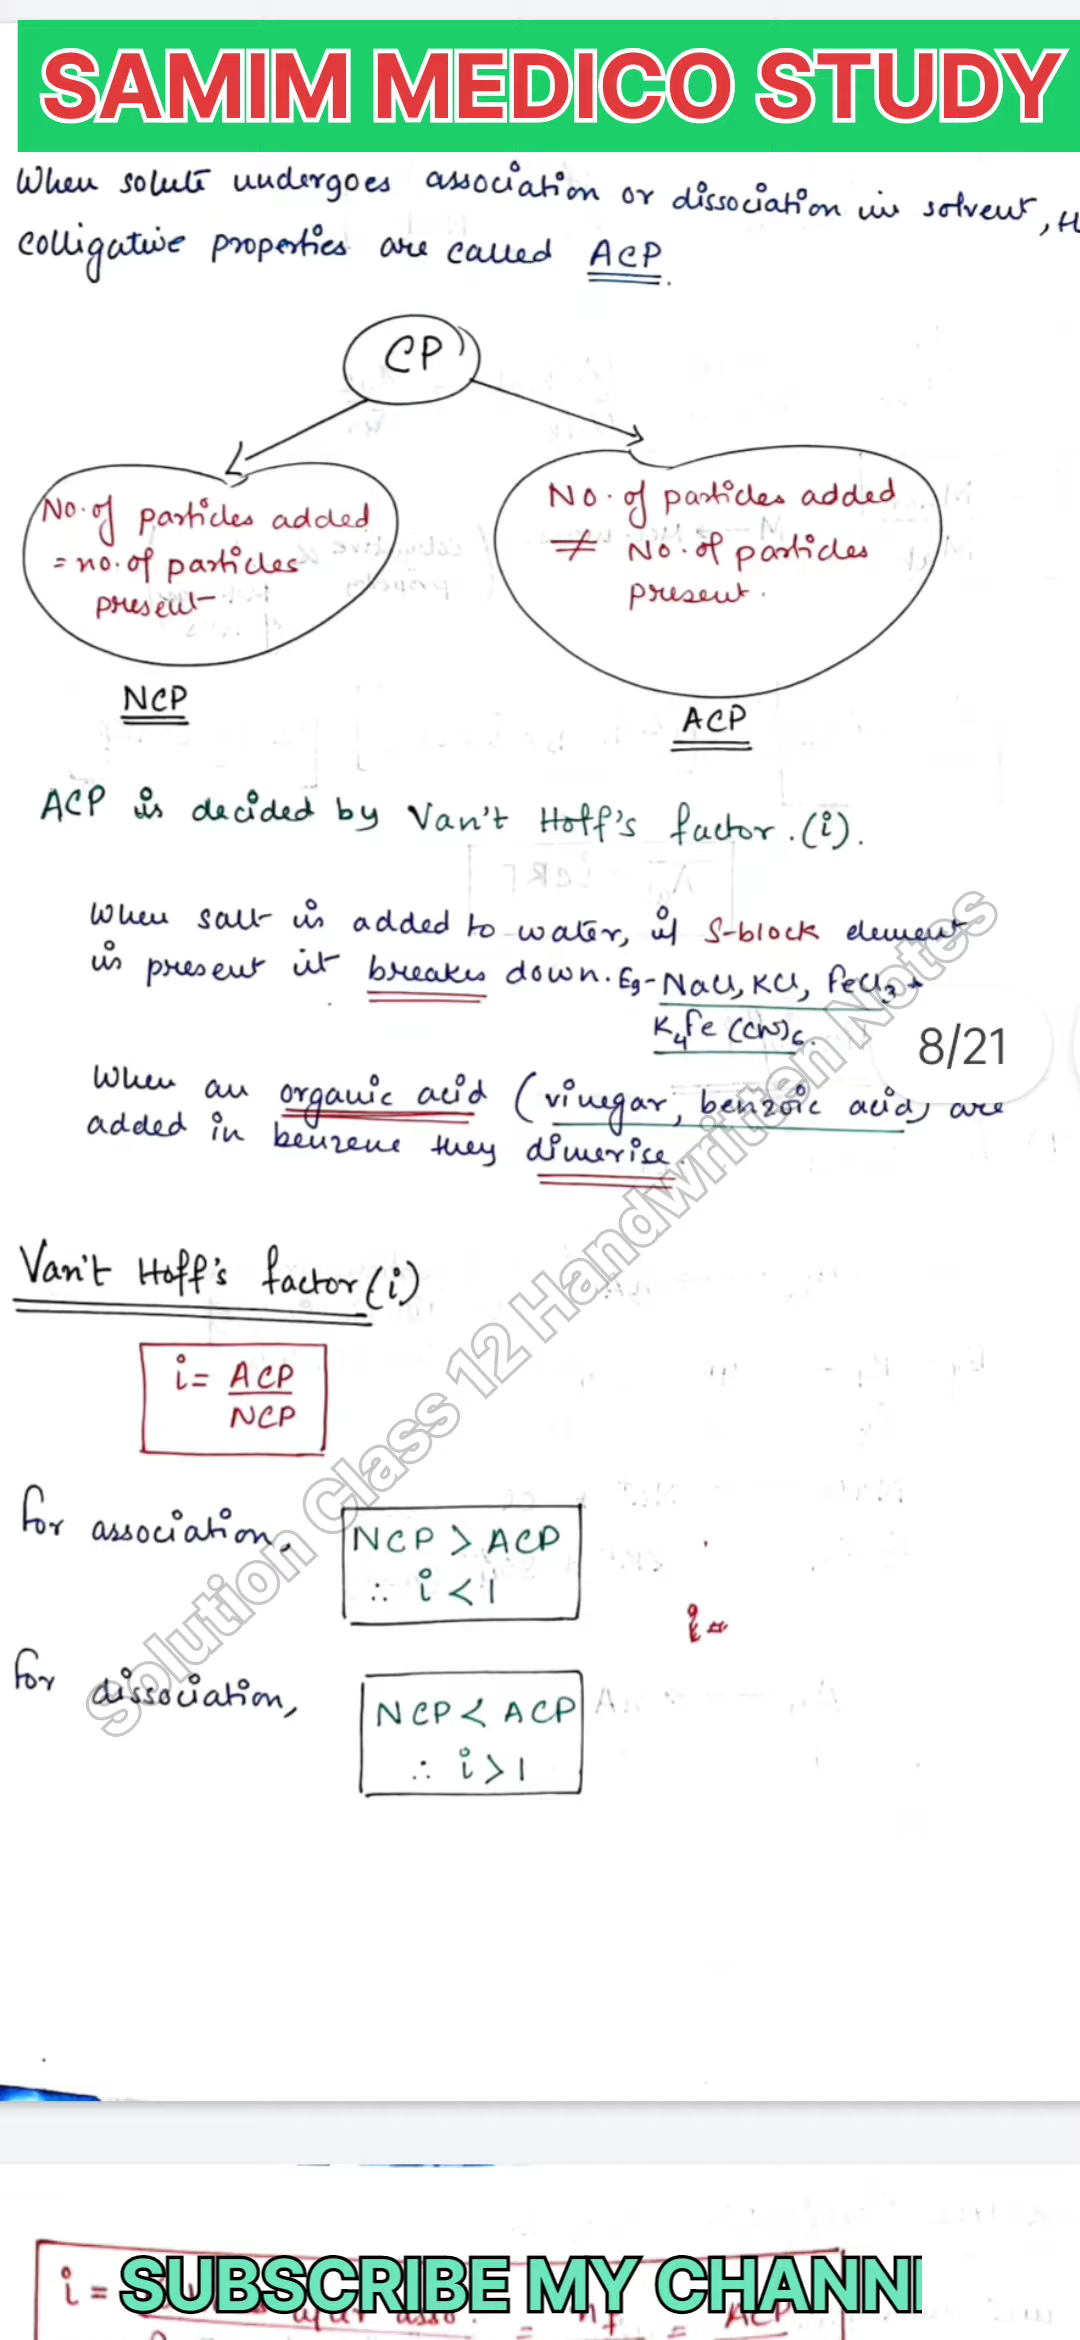 SAMIM MEDICO STUDY
When solute undergoes association or dissociation in solvent,
colligative properties are called ACP.
CP
No. of particles added
= no. of particles
present
NCP
No. of particles added
≠ No. of particles
present.
ACP
ACP is decided by Van't Hoff's factor. (i).
When salt is added to water, if S-block element
is present it breakes down. Eg- NaCl, KCl, FeCl3,
K4Fe(CN)6.
8/21
When an organic acid (vinegar, benzoic acid) are
added in benzene they dimerise.
Van't Hoff's factor (i)
i = ACP
NCP
For association,
NCP > ACP
∴ i < 1
i =
For dissociation,
NCP < ACP
∴ i > 1
Solution Class 12 Handwritten Notes
i =
SUBSCRIBE MY CHANN
= ACP